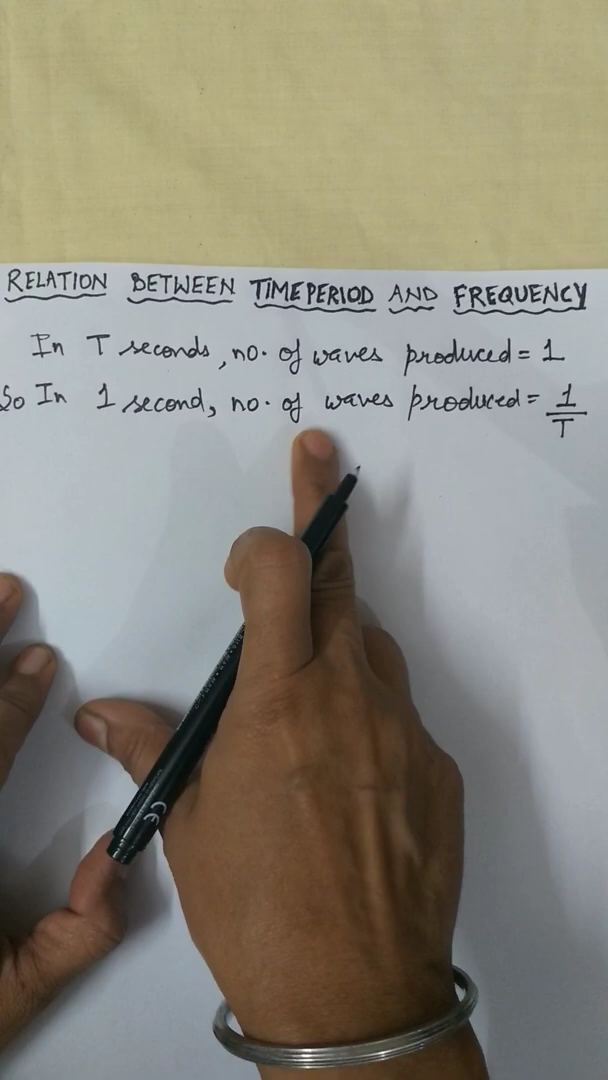 RELATION BETWEEN TIMEPERIOD AND FREQUENCY
In T seconds, no. of waves produced = 1
So In 1 second, no. of waves produced = 1/T
CE